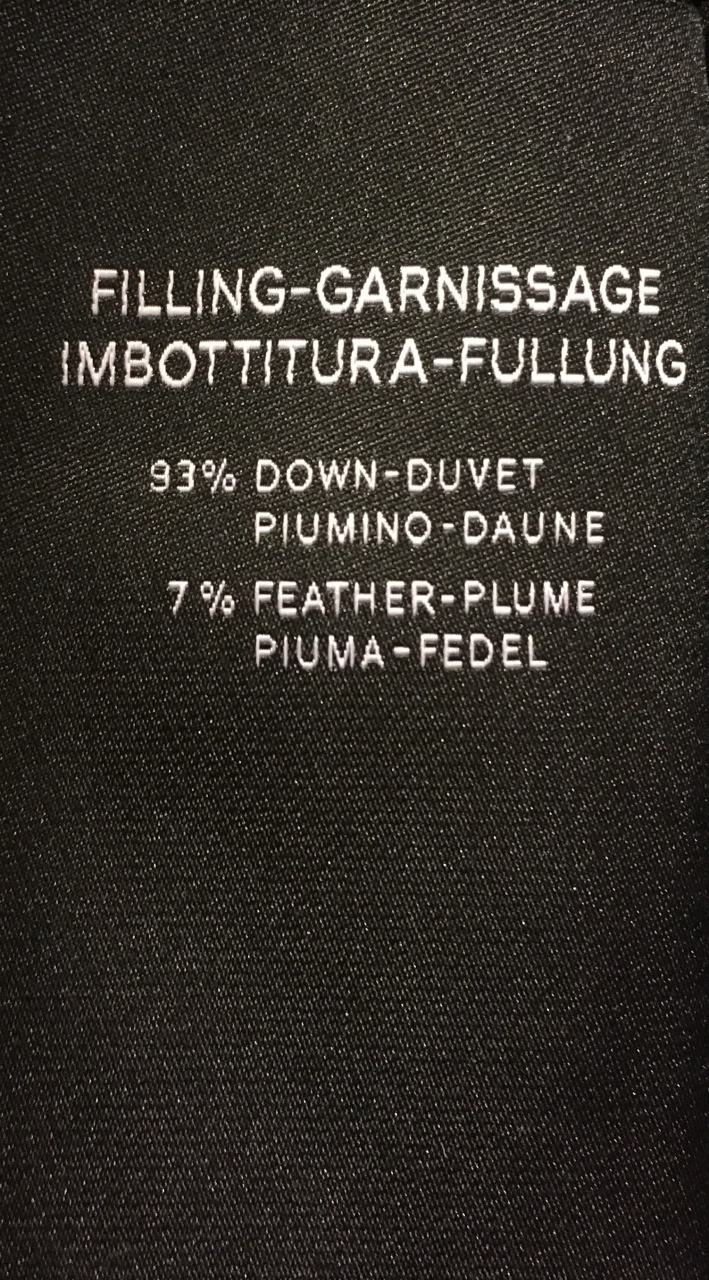 FILLING-GARNISSAGE
IMBOTTITURA-FULLUNG
93% DOWN-DUVET
PIUMINO-DAUNE
7% FEATHER-PLUME
PIUMA-FEDEL